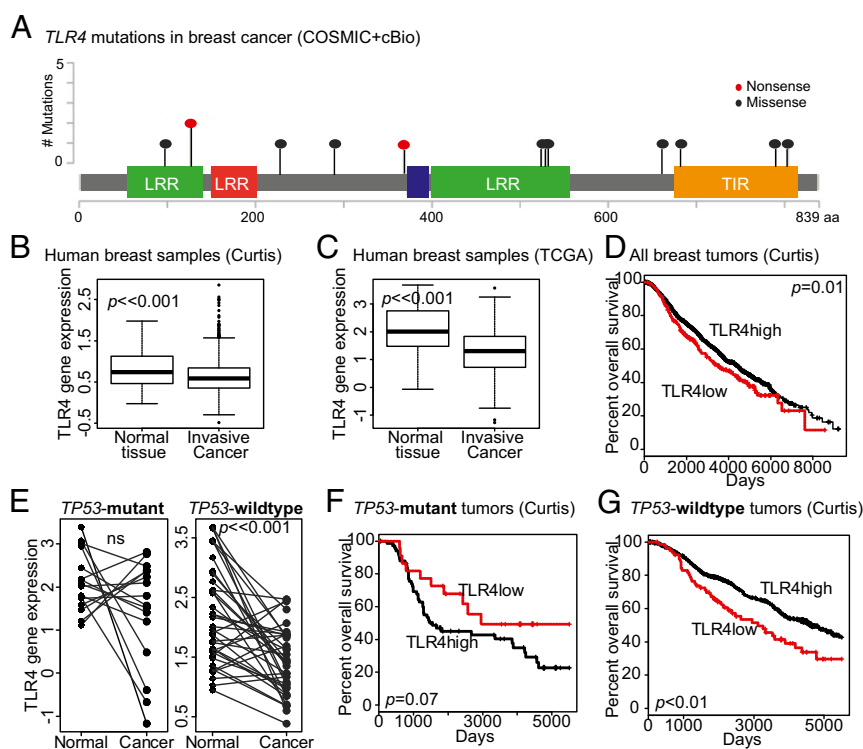 A TLR4 mutations in breast cancer (COSMIC+cBio)
# Mutations
5
0
Nonsense
Missense
LRR LRR LRR TIR
0 200 400 600 839 aa
B Human breast samples (Curtis)
TLR4 gene expression
2.5
1.5
0.5
-0.5
p<<0.001
Normal tissue
Invasive Cancer
C Human breast samples (TCGA)
TLR4 gene expression
3
2
1
0
-1
p<<0.001
Normal tissue
Invasive Cancer
D All breast tumors (Curtis)
Percent overall survival
100
80
60
40
20
0
p=0.01
TLR4high
TLR4low
0 2000 4000 6000 8000
Days
E TP53-mutant
TLR4 gene expression
3
2
1
0
-1
ns
Normal Cancer
TP53-wildtype
p<<0.001
3.5
2.5
1.5
0.5
Normal Cancer
F TP53-mutant tumors (Curtis)
Percent overall survival
100
80
60
40
20
0
TLR4low
TLR4high
p=0.07
0 1000 3000 5000
Days
G TP53-wildtype tumors (Curtis)
Percent overall survival
100
80
60
40
20
0
TLR4high
TLR4low
p<0.01
0 1000 3000 5000
Days